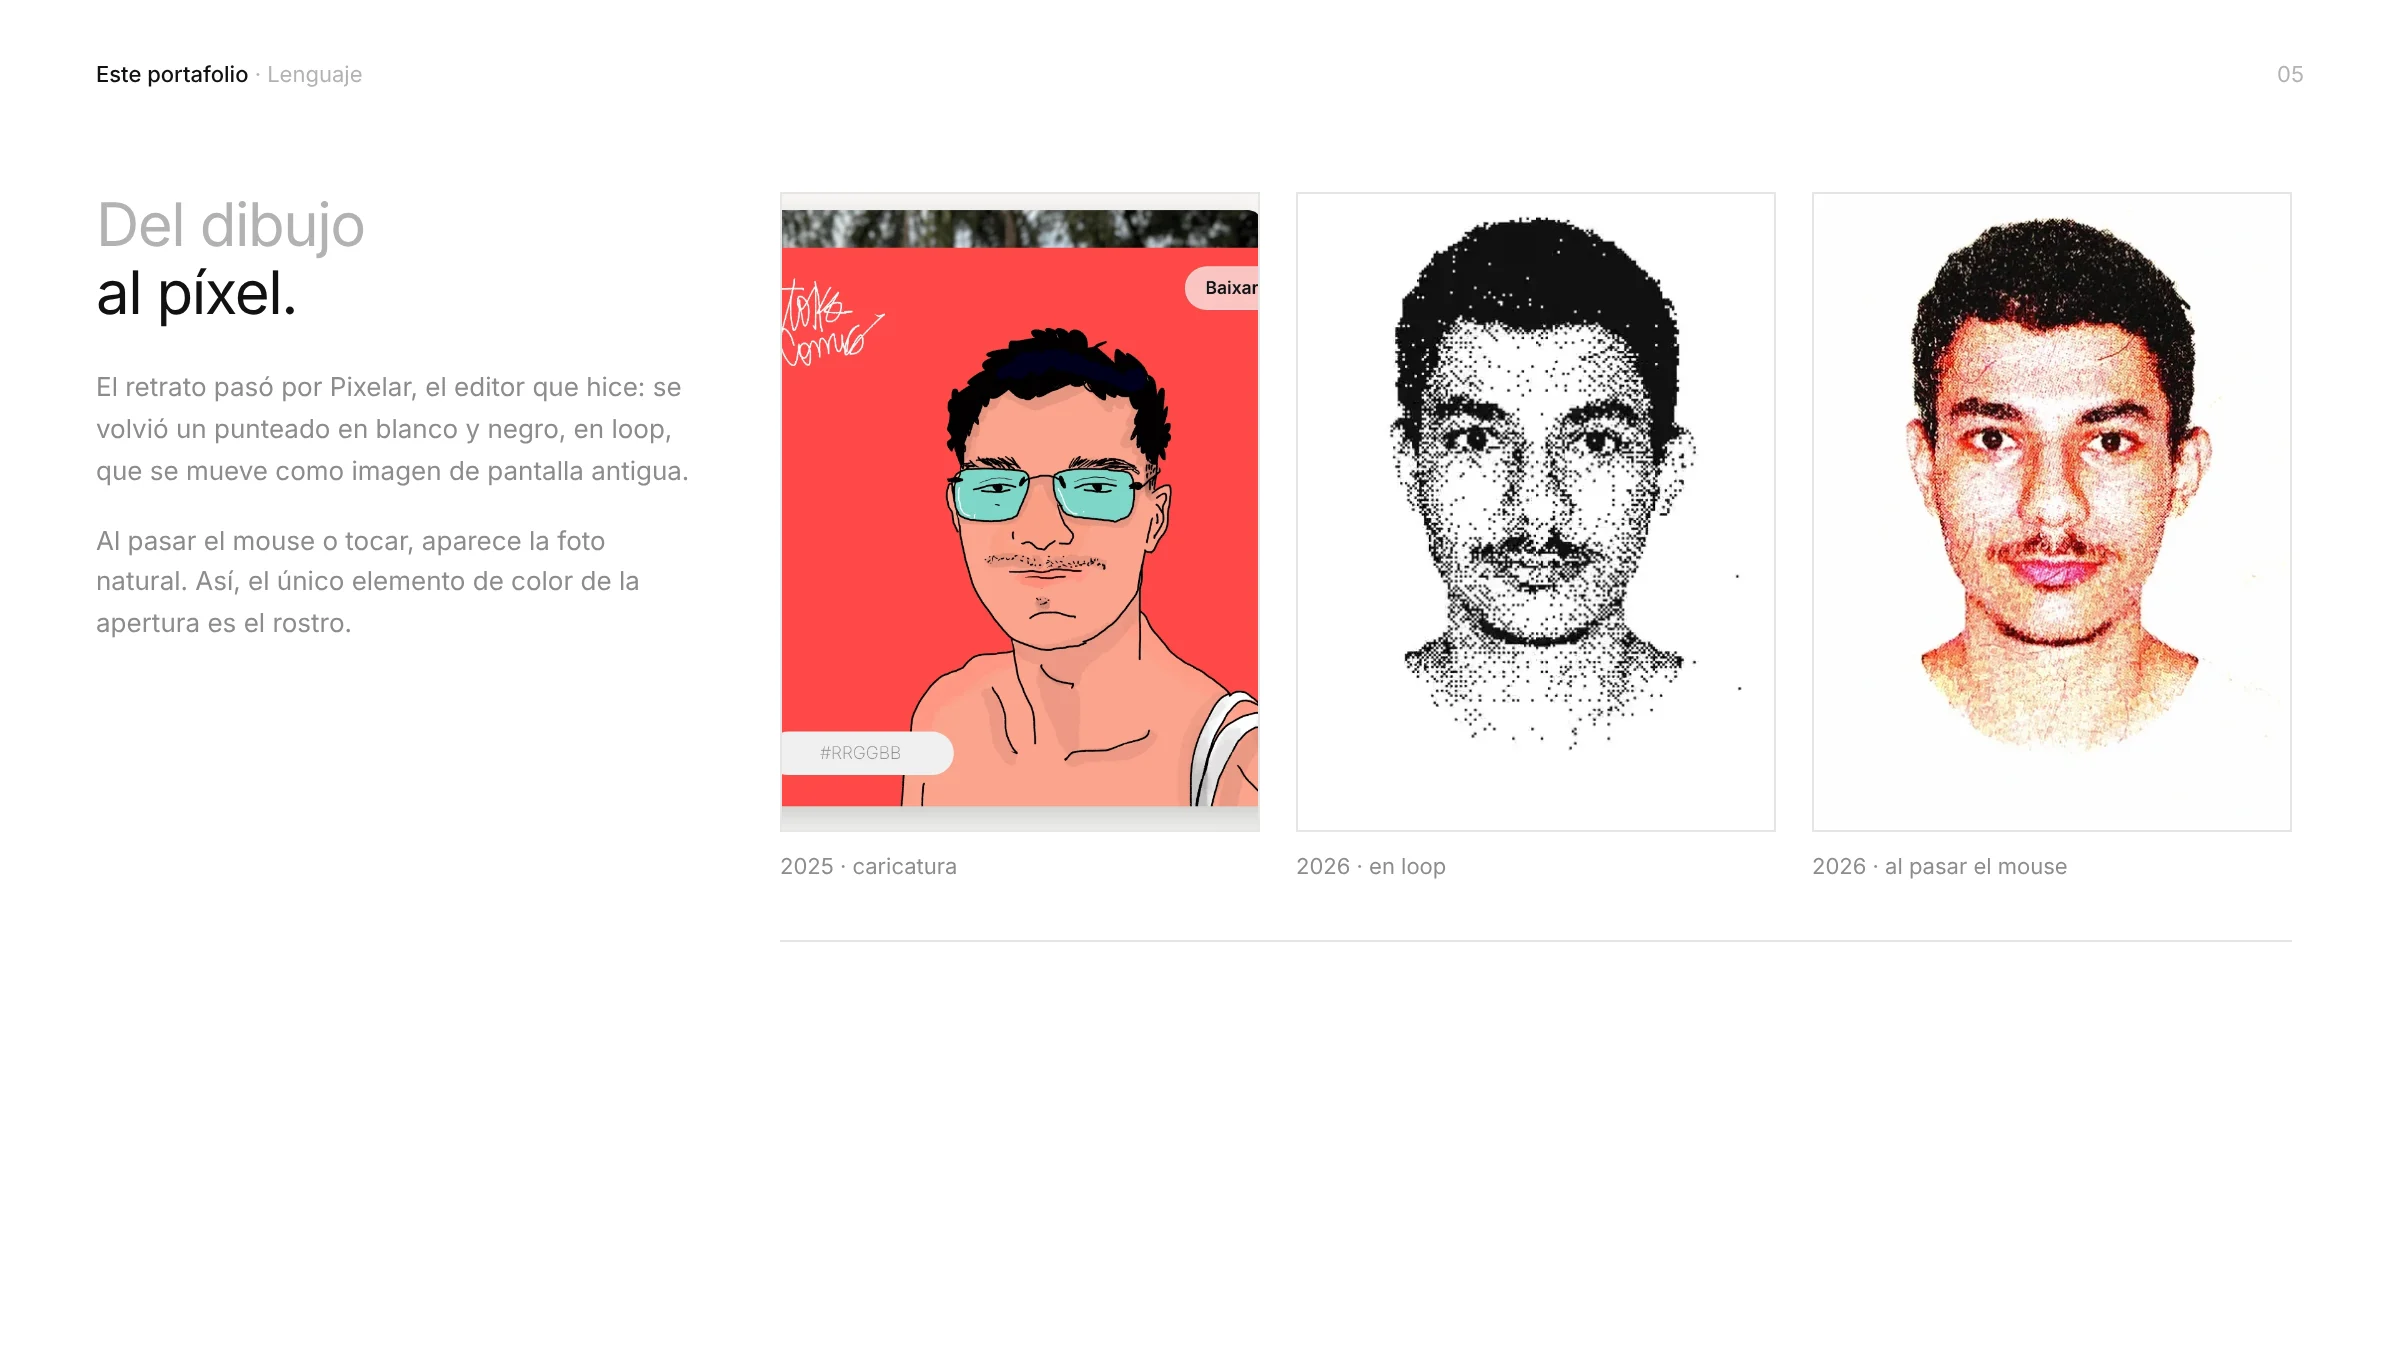 Este portafolio · Lenguaje
05
Del dibujo
al píxel.
El retrato pasó por Pixelar, el editor que hice: se
volvió un punteado en blanco y negro, en loop,
que se mueve como imagen de pantalla antigua.
Al pasar el mouse o tocar, aparece la foto
natural. Así, el único elemento de color de la
apertura es el rostro.
Baixar
#RRGGBB
2025 · caricatura
2026 · en loop
2026 · al pasar el mouse